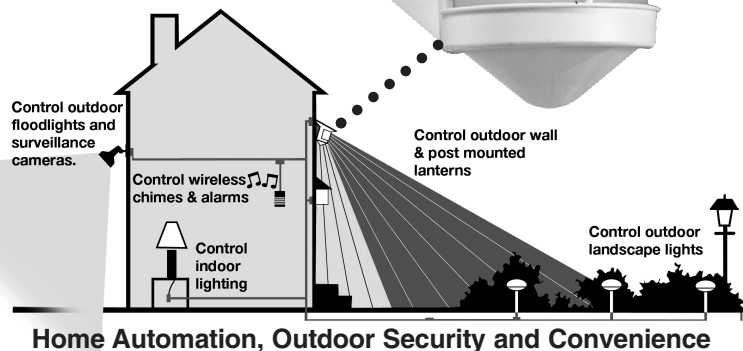 Control outdoor
floodlights and
surveillance
cameras.
Control wireless
chimes & alarms
Control
indoor
lighting
Control outdoor wall
& post mounted
lanterns
Control outdoor
landscape lights
Home Automation, Outdoor Security and Convenience